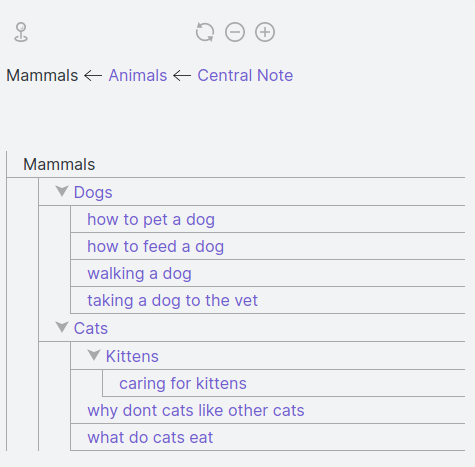 Mammals ← Animals ← Central Note
Mammals
Dogs
how to pet a dog
how to feed a dog
walking a dog
taking a dog to the vet
Cats
Kittens
caring for kittens
why dont cats like other cats
what do cats eat